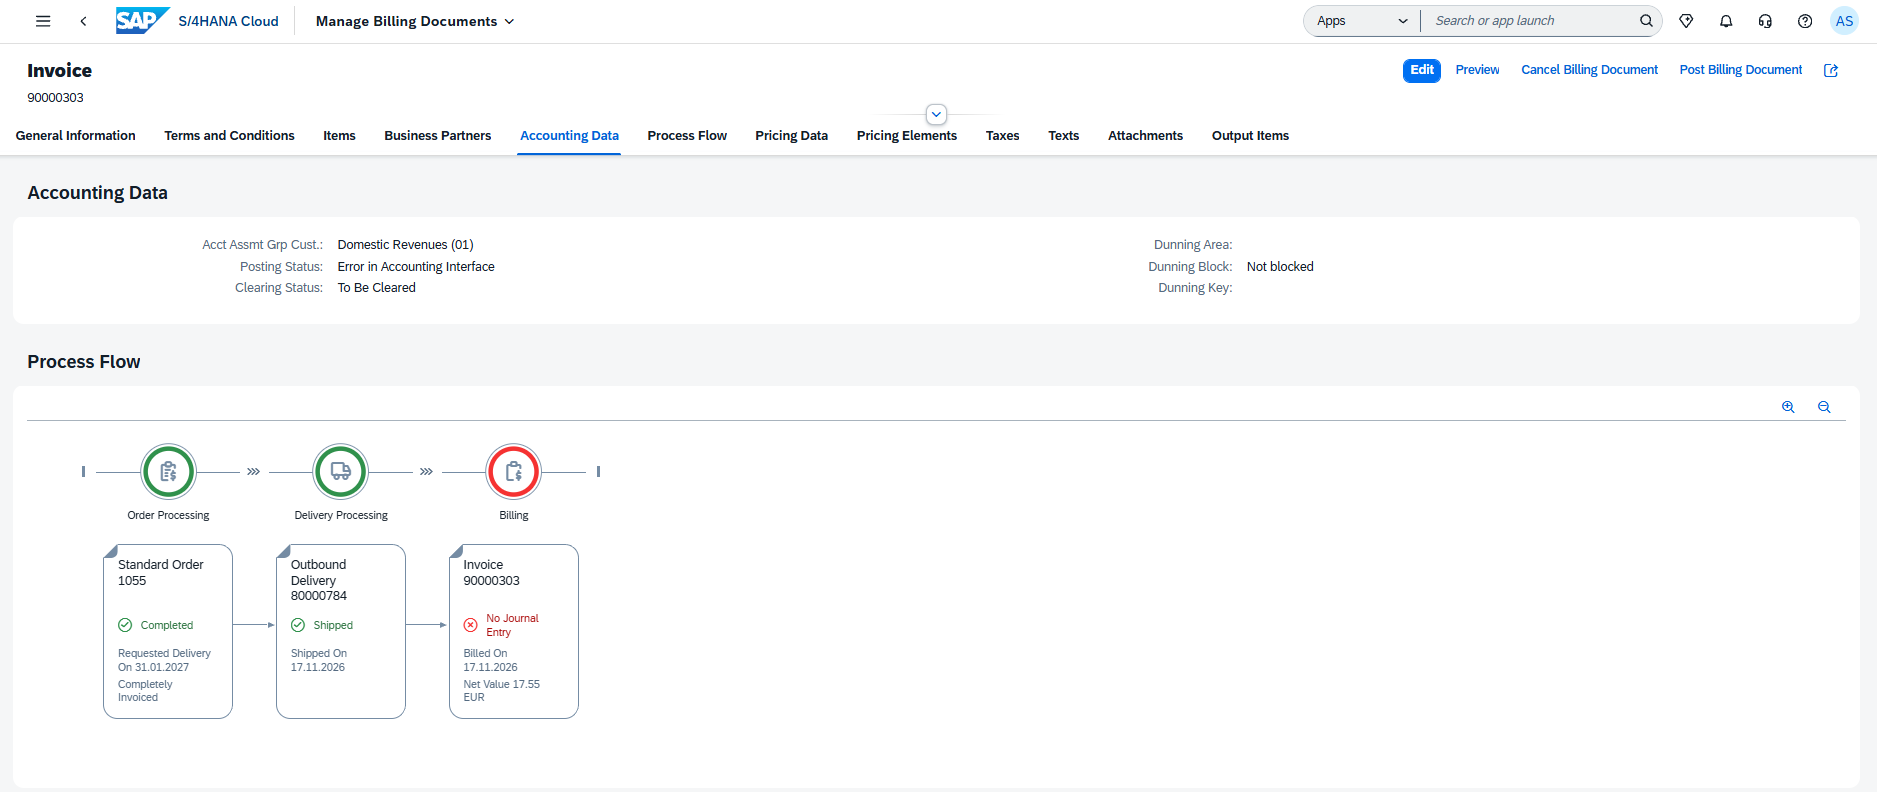 SAP S/4HANA Cloud Manage Billing Documents Apps Search or app launch AS
Invoice
Edit Preview Cancel Billing Document Post Billing Document
90000303
General Information Terms and Conditions Items Business Partners Accounting Data Process Flow Pricing Data Pricing Elements Taxes Texts Attachments Output Items
Accounting Data
Acct Assmt Grp Cust.: Domestic Revenues (01)
Posting Status: Error in Accounting Interface
Clearing Status: To Be Cleared
Dunning Area:
Dunning Block: Not blocked
Dunning Key:
Process Flow
Order Processing
Delivery Processing
Billing
Standard Order
1055
Completed
Requested Delivery
On 31.01.2027
Completely
Invoiced
Outbound
Delivery
80000784
Shipped
Shipped On
17.11.2026
Invoice
90000303
No Journal
Entry
Billed On
17.11.2026
Net Value 17.55
EUR